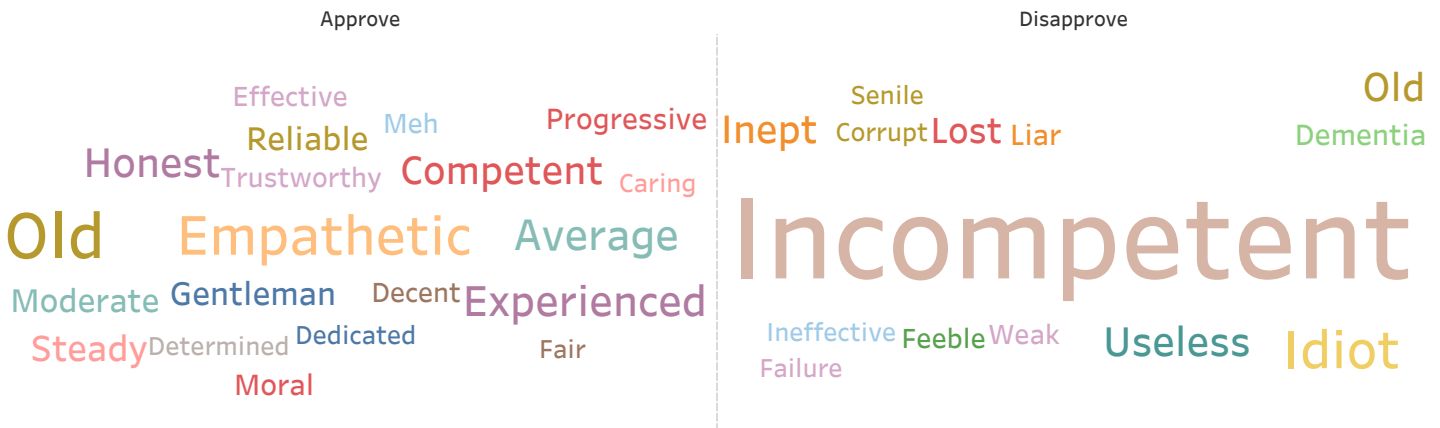 Approve
Effective
Meh
Progressive
Reliable
Honest
Trustworthy
Competent
Caring
Old
Empathetic
Average
Moderate
Gentleman
Decent
Experienced
Steady
Determined
Dedicated
Fair
Moral
Disapprove
Senile
Old
Inept
Corrupt
Lost
Liar
Dementia
Incompetent
Ineffective
Feeble
Weak
Useless
Idiot
Failure